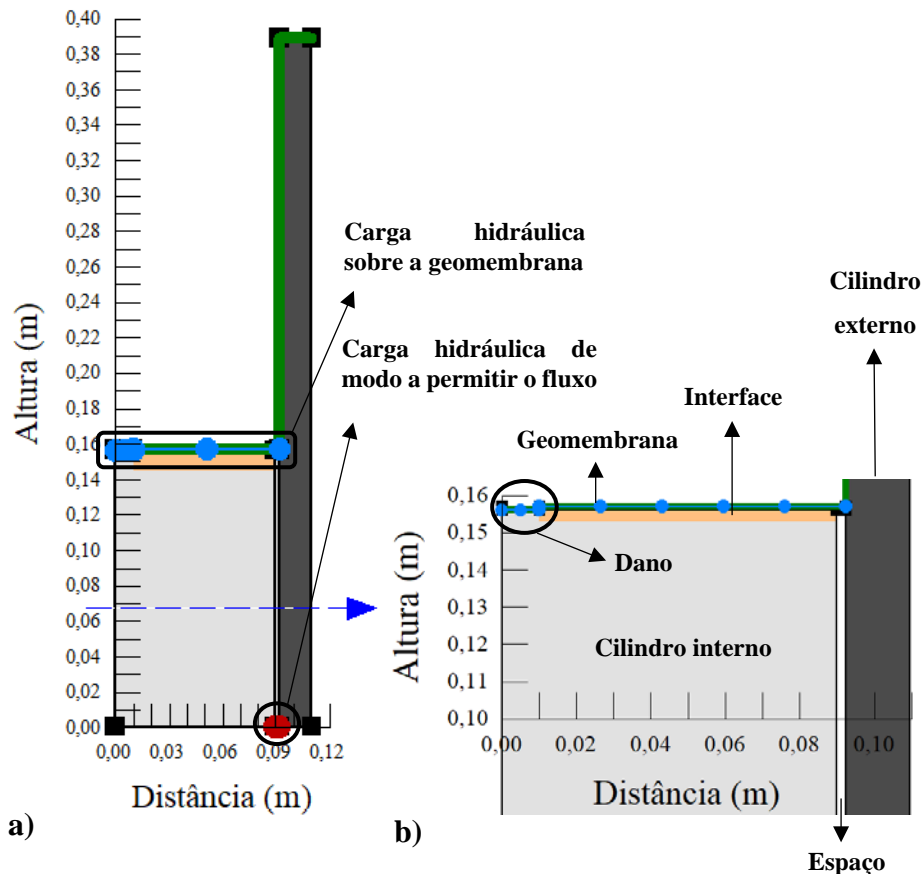 0,40
0,38
0,36
0,34
0,32
0,30
0,28
0,26
0,24
0,22
0,20
0,18
0,16
0,14
0,12
0,10
0,08
0,06
0,04
0,02
0,00
Altura (m)
0,00 0,03 0,06 0,09 0,12
Distância (m)
a)
Carga hidráulica
sobre a geomembrana
Carga hidráulica de
modo a permitir o fluxo
Cilindro
externo
Interface
Geomembrana
Dano
Cilindro interno
0,16
0,15
0,14
0,13
0,12
0,11
0,10
Altura (m)
0,00 0,02 0,04 0,06 0,08 0,10
Distância (m)
b)
Espaço